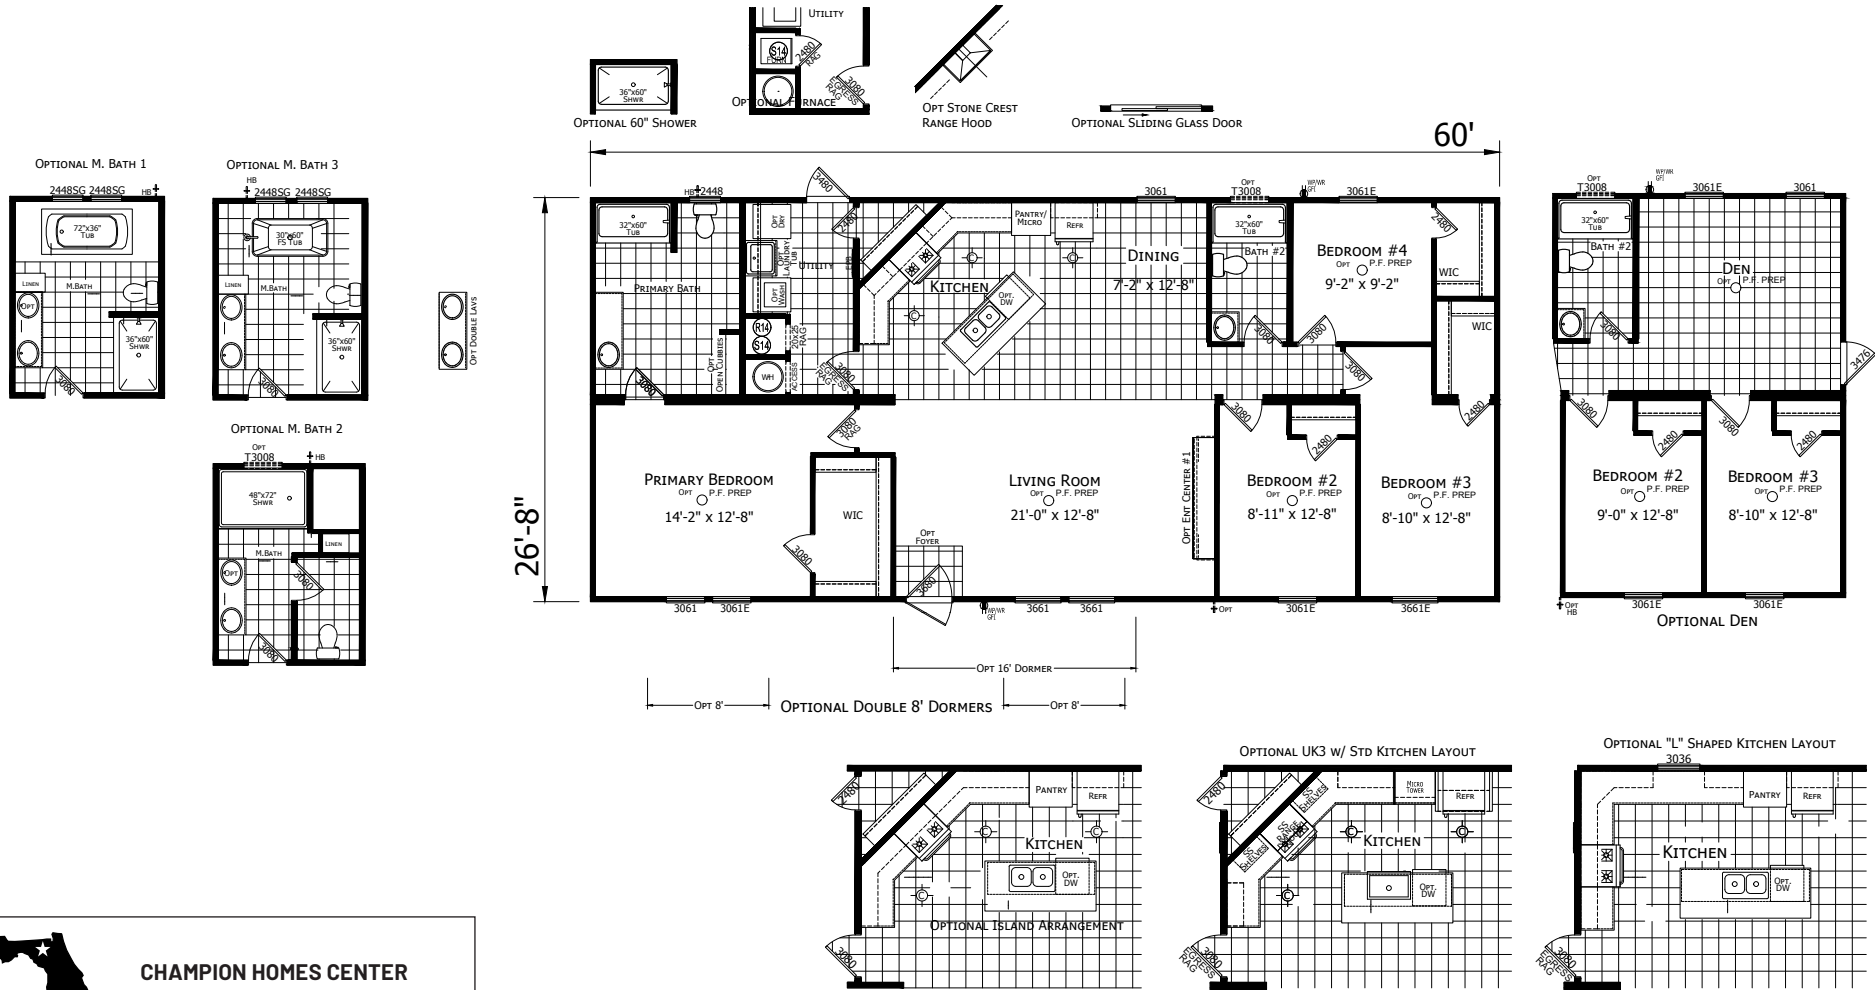 UTILITY
S14
FURN
2480
RAG
3080
EGRESS
RAG
OPTIONAL FURNACE
36"x60"
SHWR
OPTIONAL 60" SHOWER
OPT STONE CREST
RANGE HOOD
OPTIONAL SLIDING GLASS DOOR
60'
26'-8"
OPTIONAL M. BATH 1
2448SG 2448SG
HB
72"x36"
TUB
LINEN
M.BATH
OPT
36"x60"
SHWR
3080
OPTIONAL M. BATH 3
HB
2448SG 2448SG
30"x60"
FS TUB
LINEN
M.BATH
36"x60"
SHWR
3080
OPTIONAL M. BATH 2
OPT
T3008
HB
48"x72"
SHWR
LINEN
M.BATH
OPT
3080
3080
OPT DOUBLE LAVS
HB
2448
3480
3061
OPT
T3008
WP/WR
GFI
3061E
32"x60"
TUB
PRIMARY BATH
3080
OPT
OPEN CUBBIES
OPT
DRY
OPT
LAUNDRY
TUB
UTILITY
OPT
WASH
R14
S14
20x25
RAG
WH
ACCESS
2480
EPB
3080
EGRESS
RAG
PANTRY/
MICRO
REFR
KITCHEN
OPT.
DW
DINING
7'-2" x 12'-8"
32"x60"
TUB
BATH #2
3080
BEDROOM #4
OPT P.F. PREP
9'-2" x 9'-2"
3080
2480
WIC
WIC
3080
2480
PRIMARY BEDROOM
OPT P.F. PREP
14'-2" x 12'-8"
3080
RAG
WIC
3080
LIVING ROOM
OPT P.F. PREP
21'-0" x 12'-8"
OPT
FOYER
3680
OPT ENT CENTER #1
3080
2480
BEDROOM #2
OPT P.F. PREP
8'-11" x 12'-8"
BEDROOM #3
OPT P.F. PREP
8'-10" x 12'-8"
3061
3061E
WP/WR
GFI
3661
3661
OPT
3061E
3661E
OPT 16' DORMER
OPT 8'
OPTIONAL DOUBLE 8' DORMERS
OPT 8'
OPT
T3008
WP/WR
GFI
3061E
3061
32"x60"
TUB
BATH #2
3080
DEN
OPT P.F. PREP
3476
3080
2480
3080
2480
BEDROOM #2
OPT P.F. PREP
9'-0" x 12'-8"
BEDROOM #3
OPT P.F. PREP
8'-10" x 12'-8"
OPT
HB
3061E
3061E
OPTIONAL DEN
2480
PANTRY
REFR
KITCHEN
OPT.
DW
OPTIONAL ISLAND ARRANGEMENT
3080
OPTIONAL UK3 W/ STD KITCHEN LAYOUT
2480
SS
SHELVES
SS
RANGE
SS
SHELVES
MICRO
TOWER
REFR
KITCHEN
OPT.
DW
3080
EGRESS
RAG
OPTIONAL "L" SHAPED KITCHEN LAYOUT
3036
PANTRY
REFR
KITCHEN
OPT.
DW
3080
EGRESS
RAG
CHAMPION HOMES CENTER